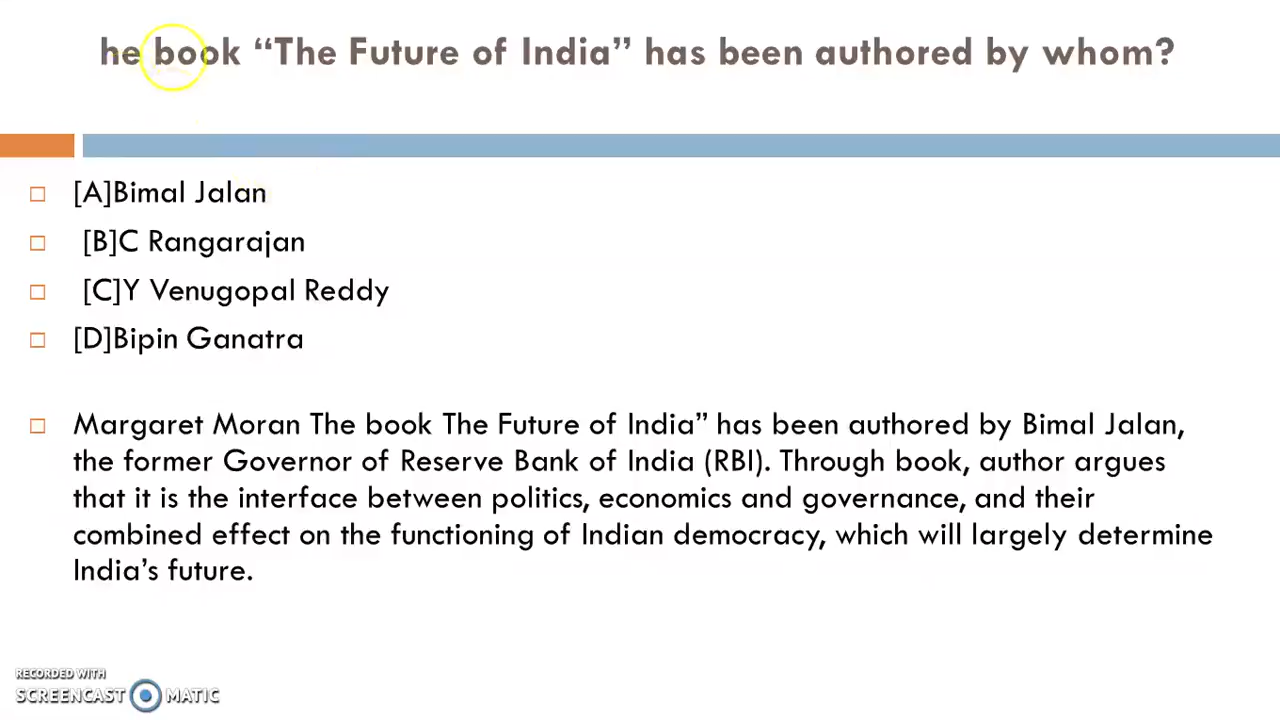 he book “The Future of India” has been authored by whom?
[A]Bimal Jalan
[B]C Rangarajan
[C]Y Venugopal Reddy
[D]Bipin Ganatra
Margaret Moran The book The Future of India” has been authored by Bimal Jalan,
the former Governor of Reserve Bank of India (RBI). Through book, author argues
that it is the interface between politics, economics and governance, and their
combined effect on the functioning of Indian democracy, which will largely determine
India’s future.
RECORDED WITH
SCREENCAST MATIC